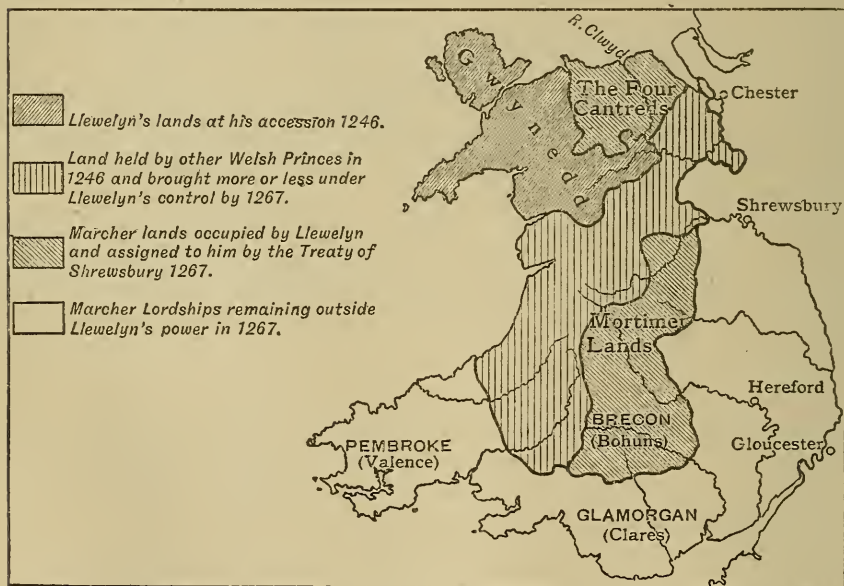 Llewelyn's lands at his accession 1246.
Land held by other Welsh Princes in
1246 and brought more or less under
Llewelyn's control by 1267.
Marcher lands occupied by Llewelyn
and assigned to him by the Treaty of
Shrewsbury 1267.
Marcher Lordships remaining outside
Llewelyn's power in 1267.
R. Clwyd
Gwynedd
The Four
Cantreds
Chester
Shrewsbury
Mortimer
Lands
Hereford
BRECON
(Bohuns)
Gloucester
PEMBROKE
(Valence)
GLAMORGAN
(Clares)